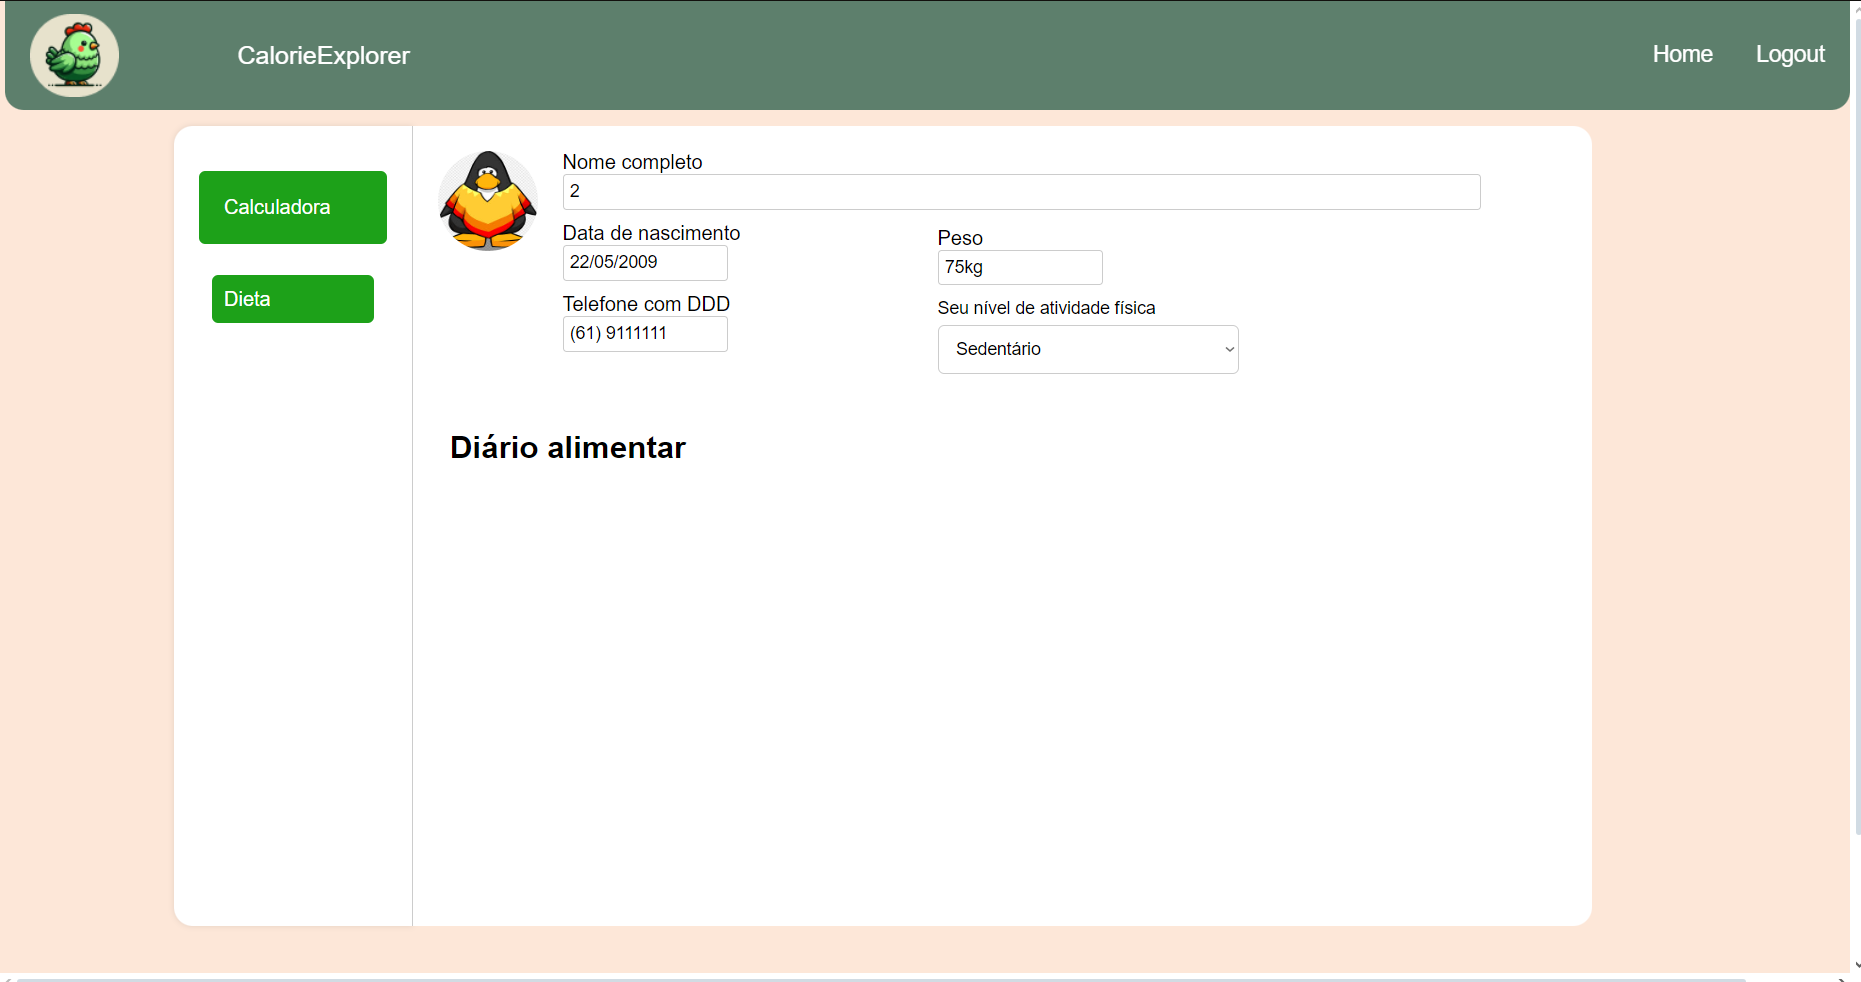 CalorieExplorer
Home
Logout
Calculadora
Dieta
Nome completo
2
Data de nascimento
22/05/2009
Telefone com DDD
(61) 9111111
Peso
75kg
Seu nível de atividade física
Sedentário
Diário alimentar